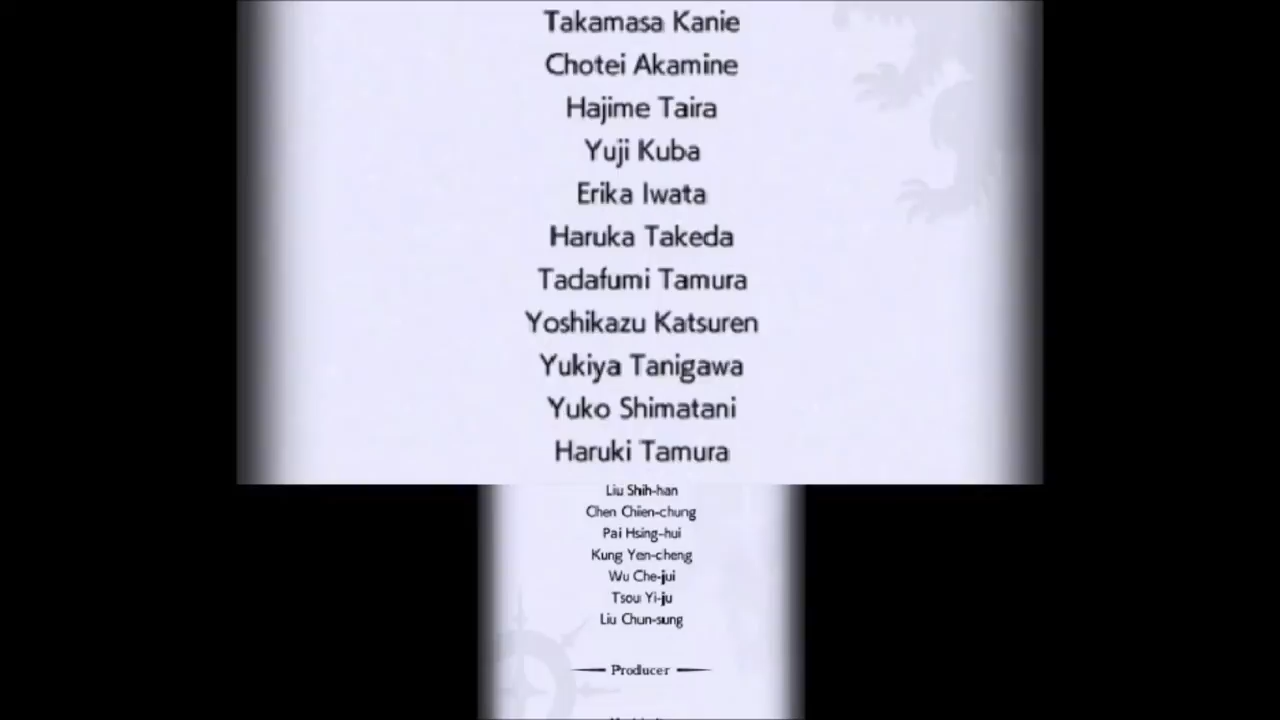 Takamasa Kanie
Chotei Akamine
Hajime Taira
Yuji Kuba
Erika Iwata
Haruka Takeda
Tadafumi Tamura
Yoshikazu Katsuren
Yukiya Tanigawa
Yuko Shimatani
Haruki Tamura
Liu Shih-han
Chen Chien-chung
Pai Hsing-hui
Kung Yen-cheng
Wu Che-jui
Tsou Yi-ju
Liu Chun-sung
Producer